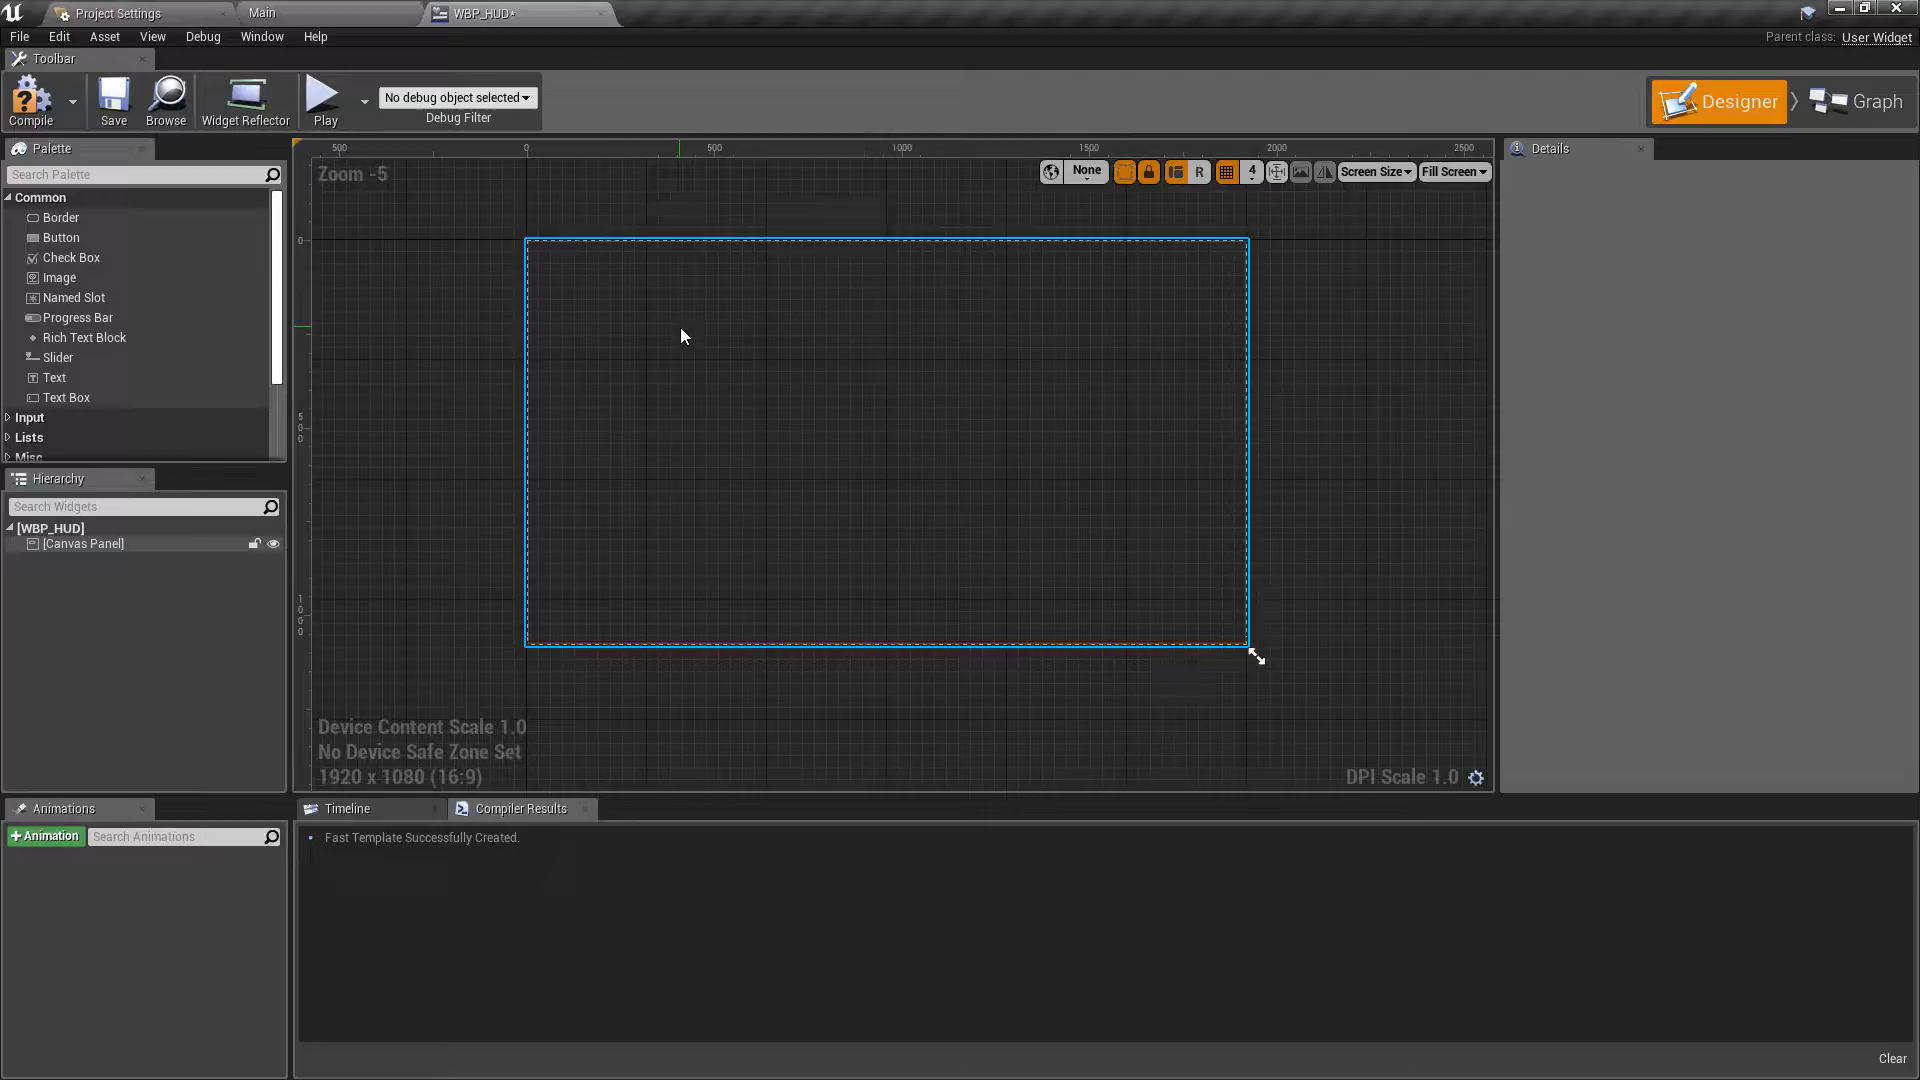 Project Settings
Main
WBP_HUD*
File Edit Asset View Debug Window Help
Parent class: User Widget
Toolbar
Compile
Save
Browse
Widget Reflector
Play
No debug object selected
Debug Filter
Designer
Graph
Palette
Search Palette
Common
Border
Button
Check Box
Image
Named Slot
Progress Bar
Rich Text Block
Slider
Text
Text Box
Input
Lists
Misc
Hierarchy
Search Widgets
[WBP_HUD]
[Canvas Panel]
500 0 500 1000 1500 2000 2500
Zoom -5
None
R
4
Screen Size
Fill Screen
0
500
1000
Device Content Scale 1.0
No Device Safe Zone Set
1920 x 1080 (16:9)
DPI Scale 1.0
Details
Animations
+Animation
Search Animations
Timeline
Compiler Results
Fast Template Successfully Created.
Clear